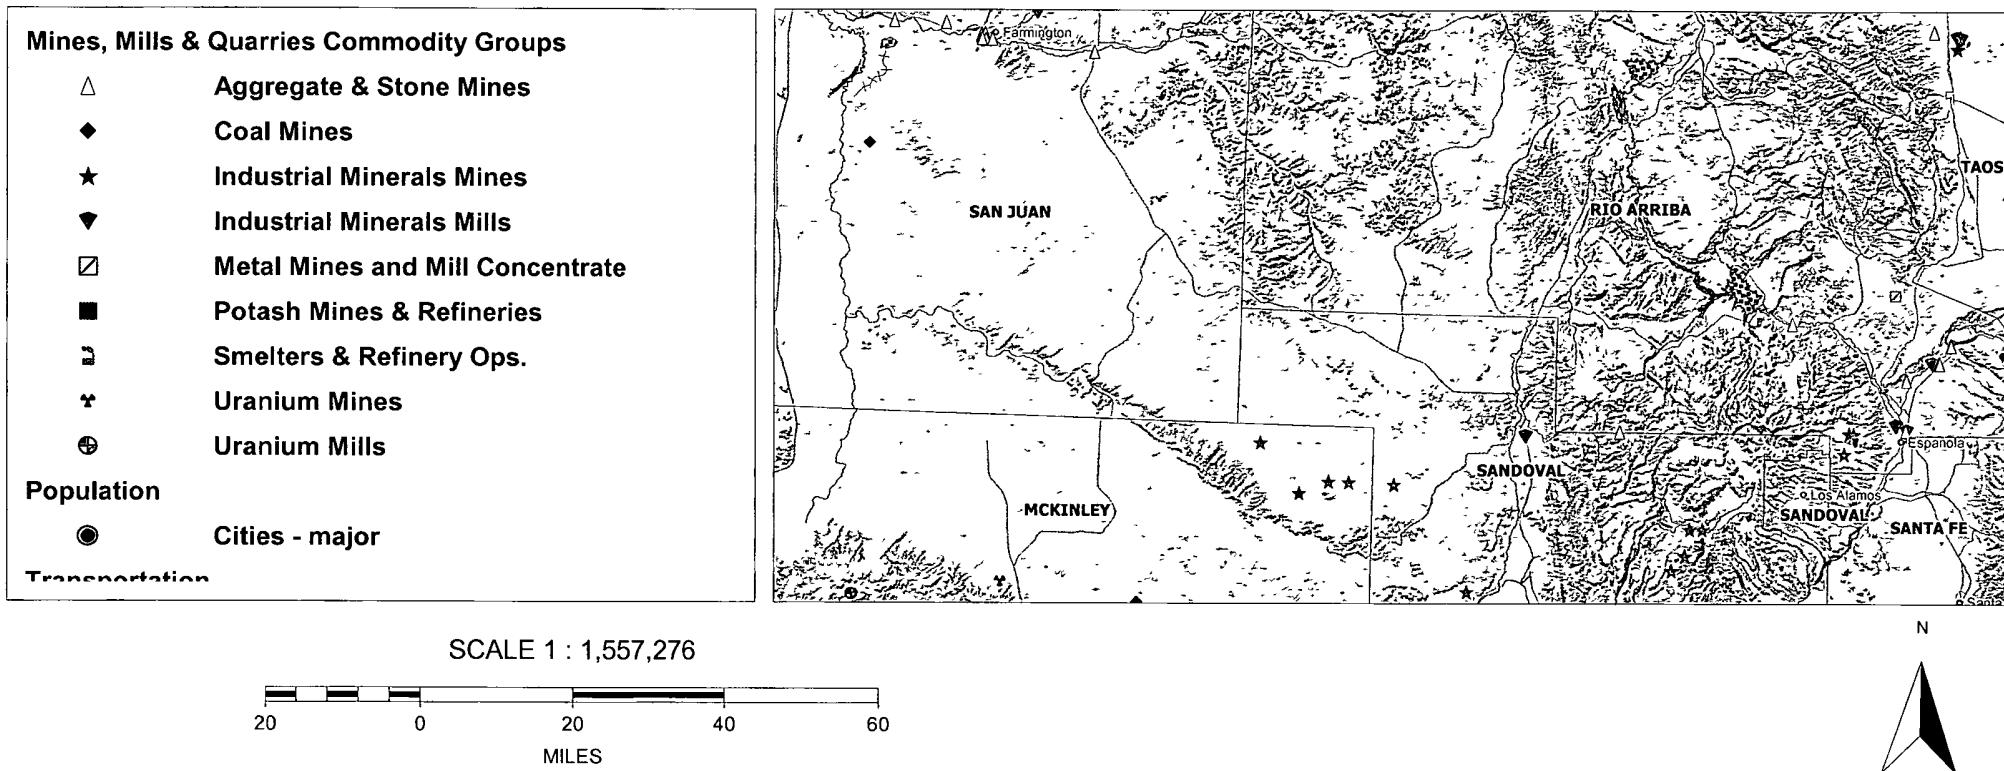 Mines, Mills & Quarries Commodity Groups
Aggregate & Stone Mines
Coal Mines
Industrial Minerals Mines
Industrial Minerals Mills
Metal Mines and Mill Concentrate
Potash Mines & Refineries
Smelters & Refinery Ops.
Uranium Mines
Uranium Mills
Population
Cities - major
Transportation
Farmington
TAOS
SAN JUAN
RIO ARRIBA
Espanola
SANDOVAL
Los Alamos
MCKINLEY
SANDOVAL
SANTA FE
Santa
SCALE 1 : 1,557,276
20 0 20 40 60
MILES
N